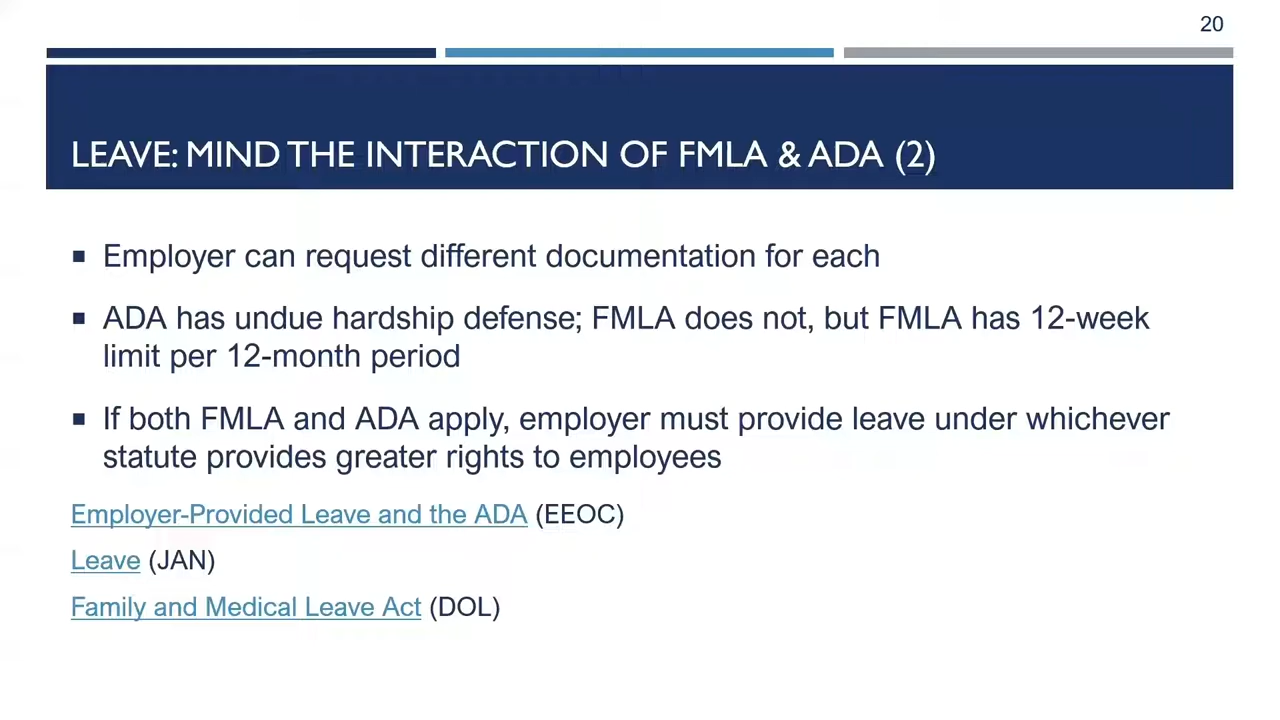 20
LEAVE: MIND THE INTERACTION OF FMLA & ADA (2)
▪ Employer can request different documentation for each
▪ ADA has undue hardship defense; FMLA does not, but FMLA has 12-week
limit per 12-month period
▪ If both FMLA and ADA apply, employer must provide leave under whichever
statute provides greater rights to employees
Employer-Provided Leave and the ADA (EEOC)
Leave (JAN)
Family and Medical Leave Act (DOL)